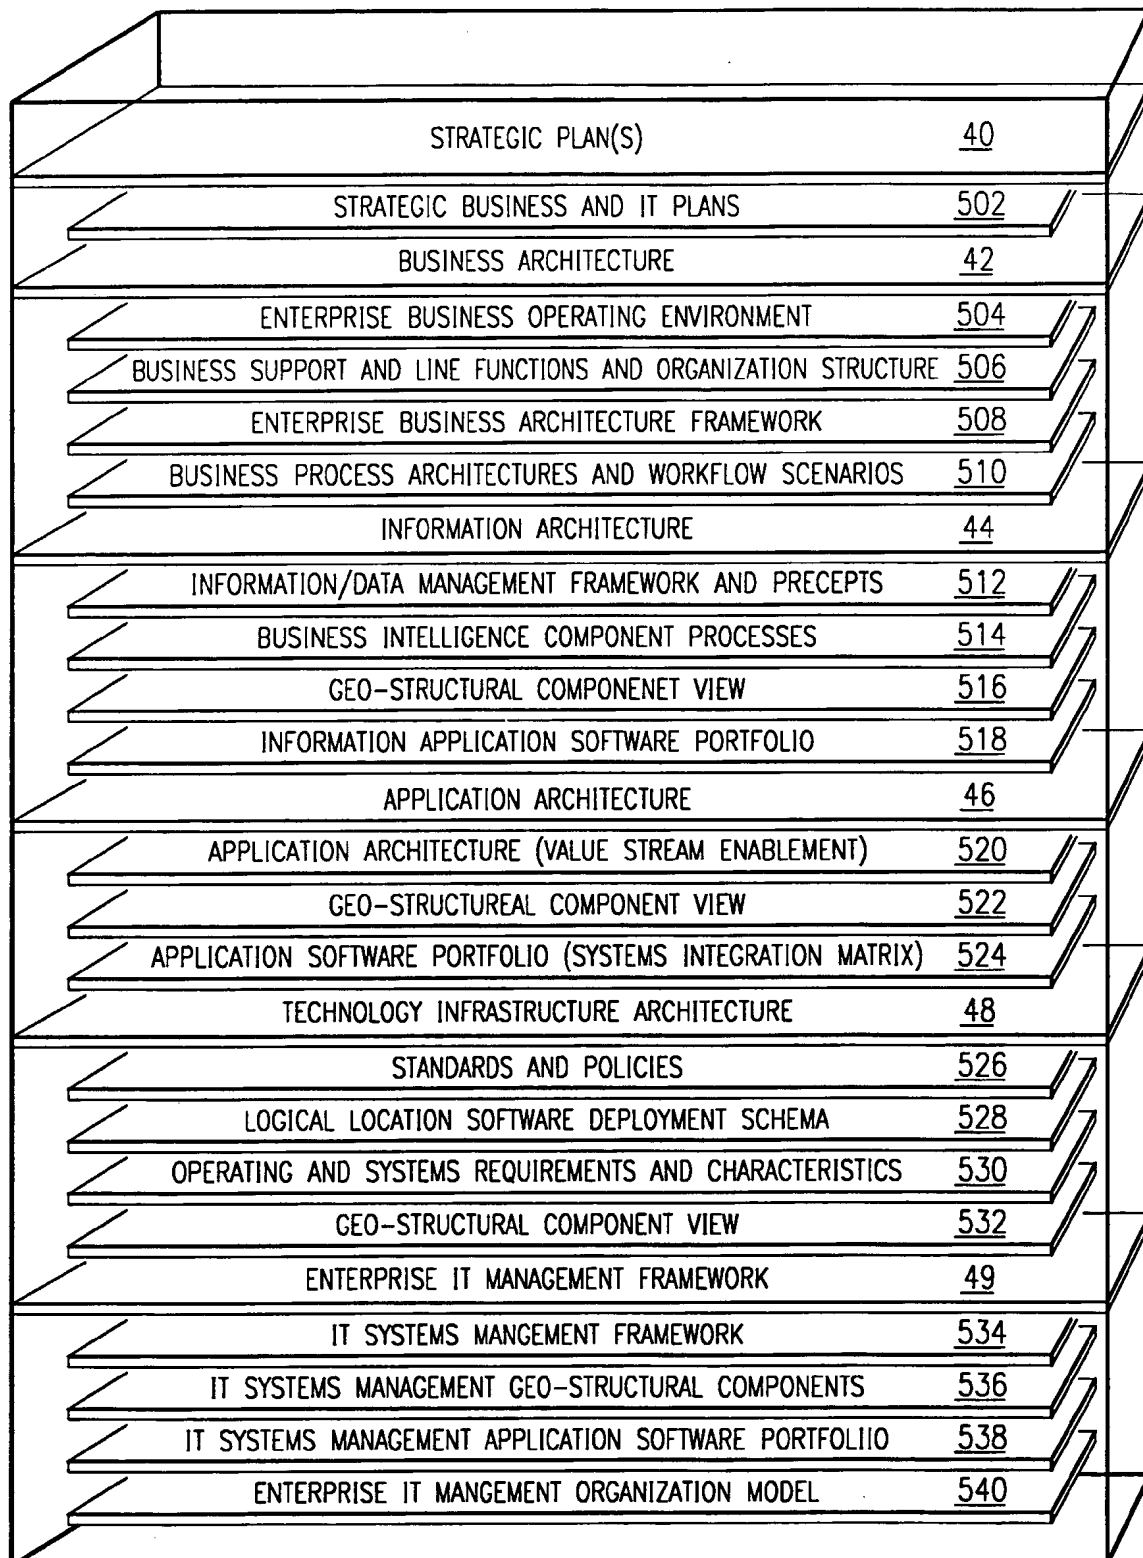 STRATEGIC PLAN(S) 40
STRATEGIC BUSINESS AND IT PLANS 502
BUSINESS ARCHITECTURE 42
ENTERPRISE BUSINESS OPERATING ENVIRONMENT 504
BUSINESS SUPPORT AND LINE FUNCTIONS AND ORGANIZATION STRUCTURE 506
ENTERPRISE BUSINESS ARCHITECTURE FRAMEWORK 508
BUSINESS PROCESS ARCHITECTURES AND WORKFLOW SCENARIOS 510
INFORMATION ARCHITECTURE 44
INFORMATION/DATA MANAGEMENT FRAMEWORK AND PRECEPTS 512
BUSINESS INTELLIGENCE COMPONENT PROCESSES 514
GEO-STRUCTURAL COMPONENET VIEW 516
INFORMATION APPLICATION SOFTWARE PORTFOLIO 518
APPLICATION ARCHITECTURE 46
APPLICATION ARCHITECTURE (VALUE STREAM ENABLEMENT) 520
GEO-STRUCTUREAL COMPONENT VIEW 522
APPLICATION SOFTWARE PORTFOLIO (SYSTEMS INTEGRATION MATRIX) 524
TECHNOLOGY INFRASTRUCTURE ARCHITECTURE 48
STANDARDS AND POLICIES 526
LOGICAL LOCATION SOFTWARE DEPLOYMENT SCHEMA 528
OPERATING AND SYSTEMS REQUIREMENTS AND CHARACTERISTICS 530
GEO-STRUCTURAL COMPONENT VIEW 532
ENTERPRISE IT MANAGEMENT FRAMEWORK 49
IT SYSTEMS MANGEMENT FRAMEWORK 534
IT SYSTEMS MANAGEMENT GEO-STRUCTURAL COMPONENTS 536
IT SYSTEMS MANAGEMENT APPLICATION SOFTWARE PORTFOLIIO 538
ENTERPRISE IT MANGEMENT ORGANIZATION MODEL 540